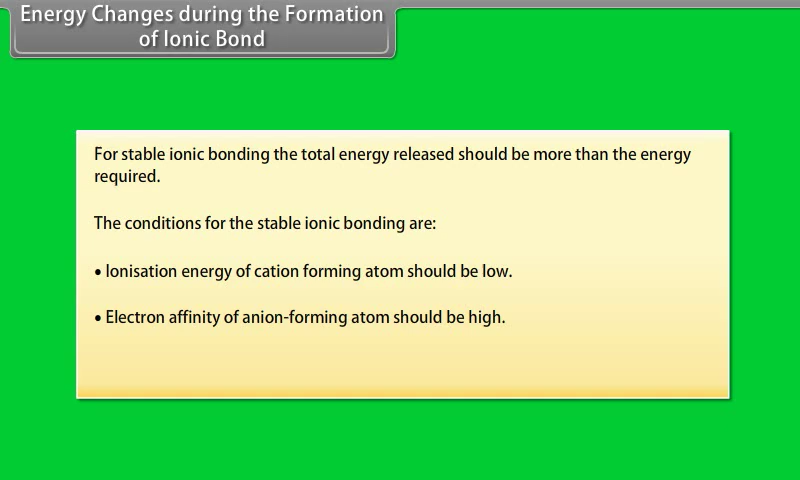 Energy Changes during the Formation
of Ionic Bond
For stable ionic bonding the total energy released should be more than the energy
required.
The conditions for the stable ionic bonding are:
• Ionisation energy of cation forming atom should be low.
• Electron affinity of anion-forming atom should be high.